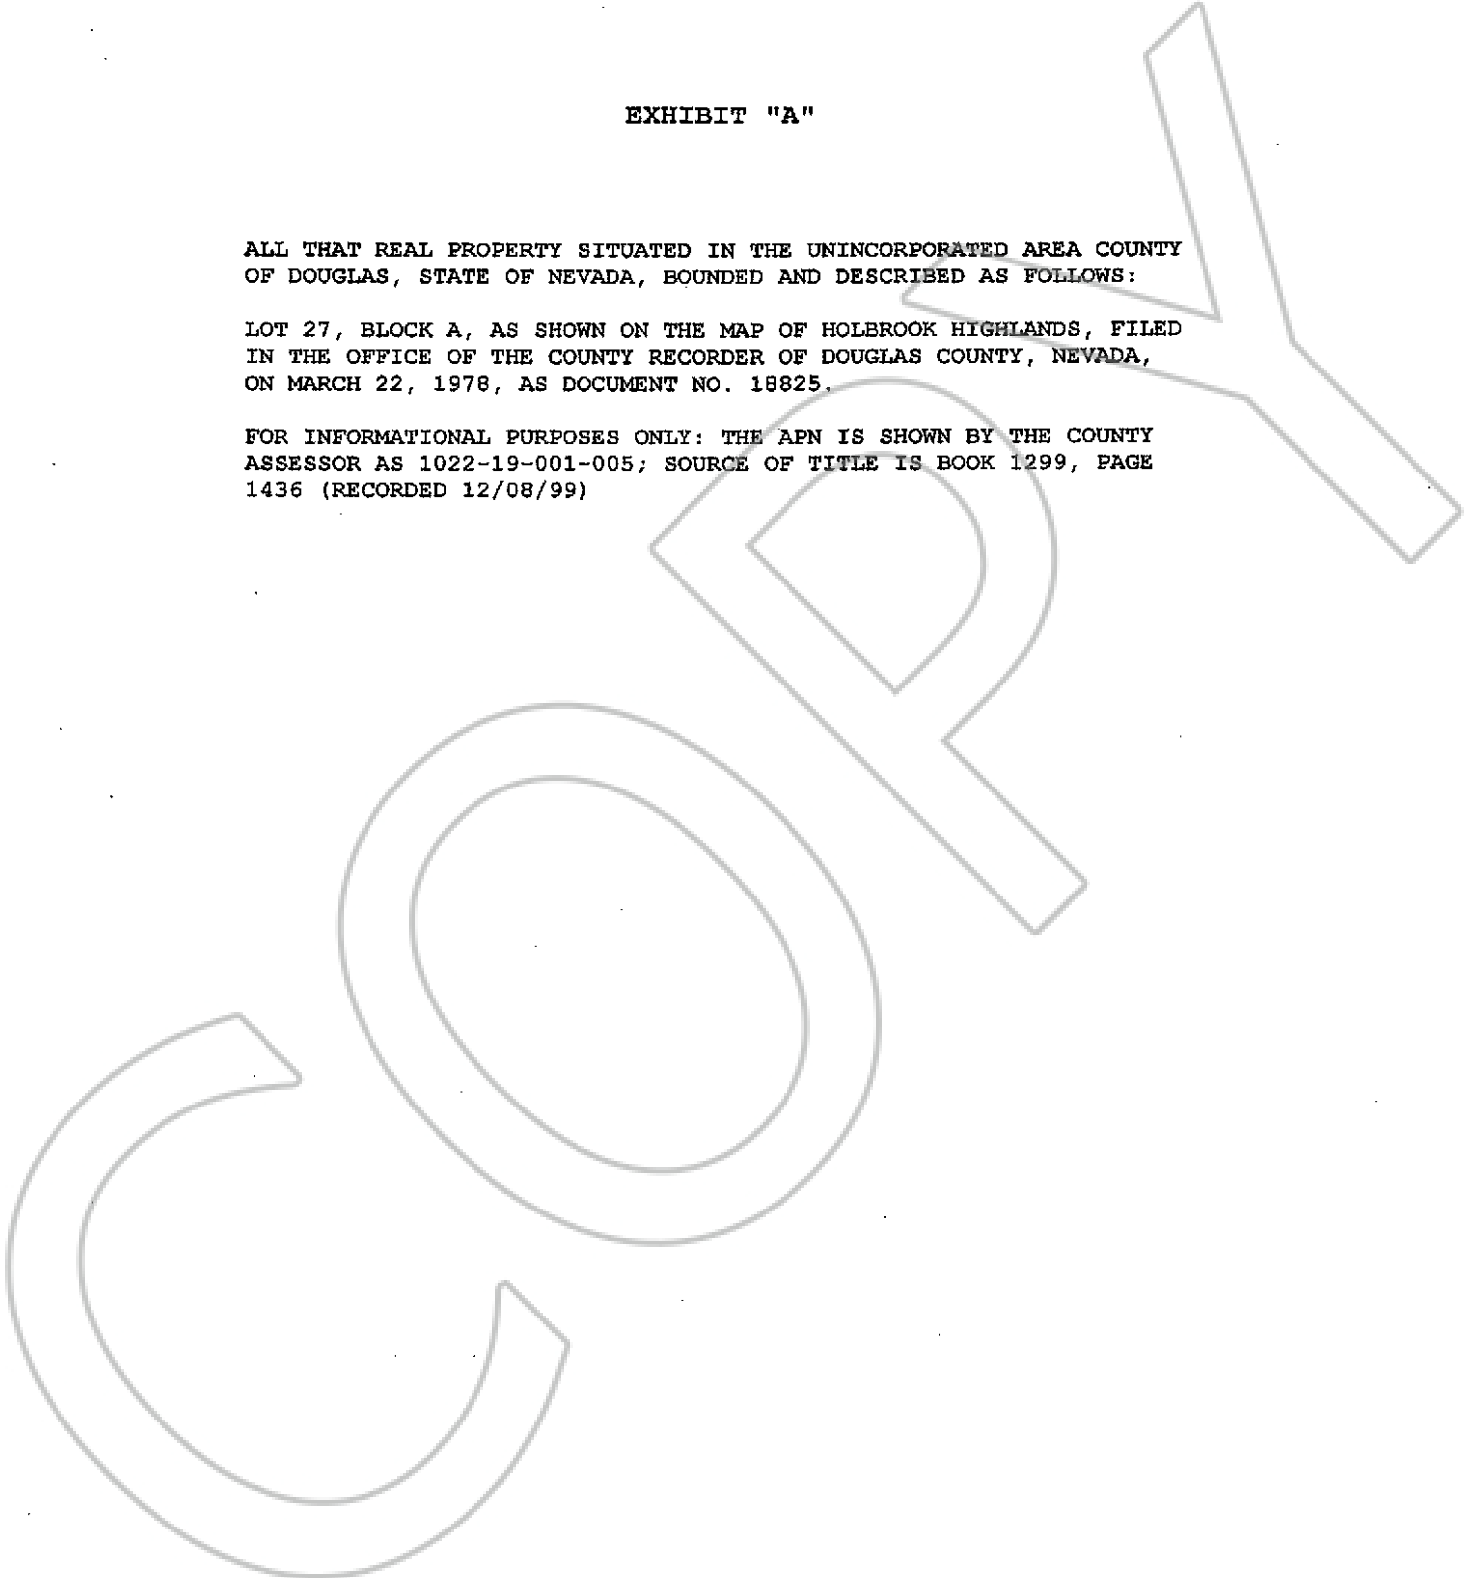 EXHIBIT "A"
ALL THAT REAL PROPERTY SITUATED IN THE UNINCORPORATED AREA COUNTY
OF DOUGLAS, STATE OF NEVADA, BOUNDED AND DESCRIBED AS FOLLOWS:
LOT 27, BLOCK A, AS SHOWN ON THE MAP OF HOLBROOK HIGHLANDS, FILED
IN THE OFFICE OF THE COUNTY RECORDER OF DOUGLAS COUNTY, NEVADA,
ON MARCH 22, 1978, AS DOCUMENT NO. 18825.
FOR INFORMATIONAL PURPOSES ONLY: THE APN IS SHOWN BY THE COUNTY
ASSESSOR AS 1022-19-001-005; SOURCE OF TITLE IS BOOK 1299, PAGE
1436 (RECORDED 12/08/99)
COPY